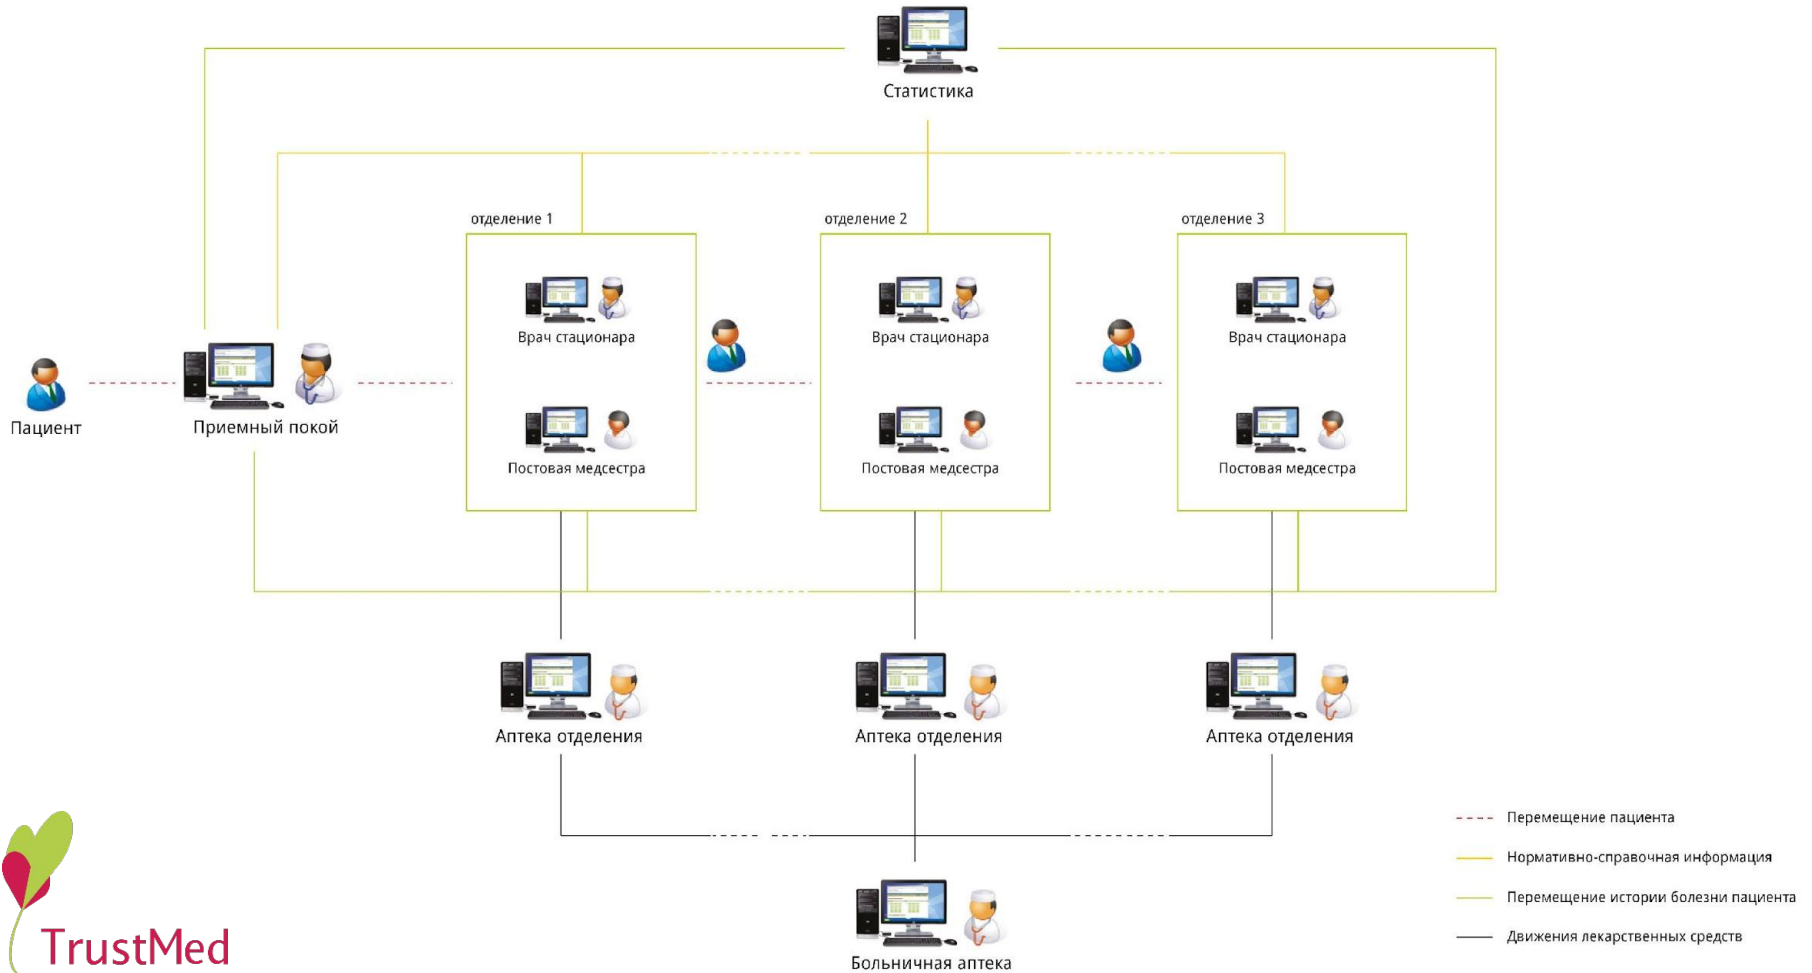 Статистика
отделение 1
отделение 2
отделение 3
Врач стационара
Врач стационара
Врач стационара
Пациент
Приемный покой
Постовая медсестра
Постовая медсестра
Постовая медсестра
Аптека отделения
Аптека отделения
Аптека отделения
Перемещение пациента
Нормативно-справочная информация
Перемещение истории болезни пациента
Движения лекарственных средств
TrustMed
Больничная аптека